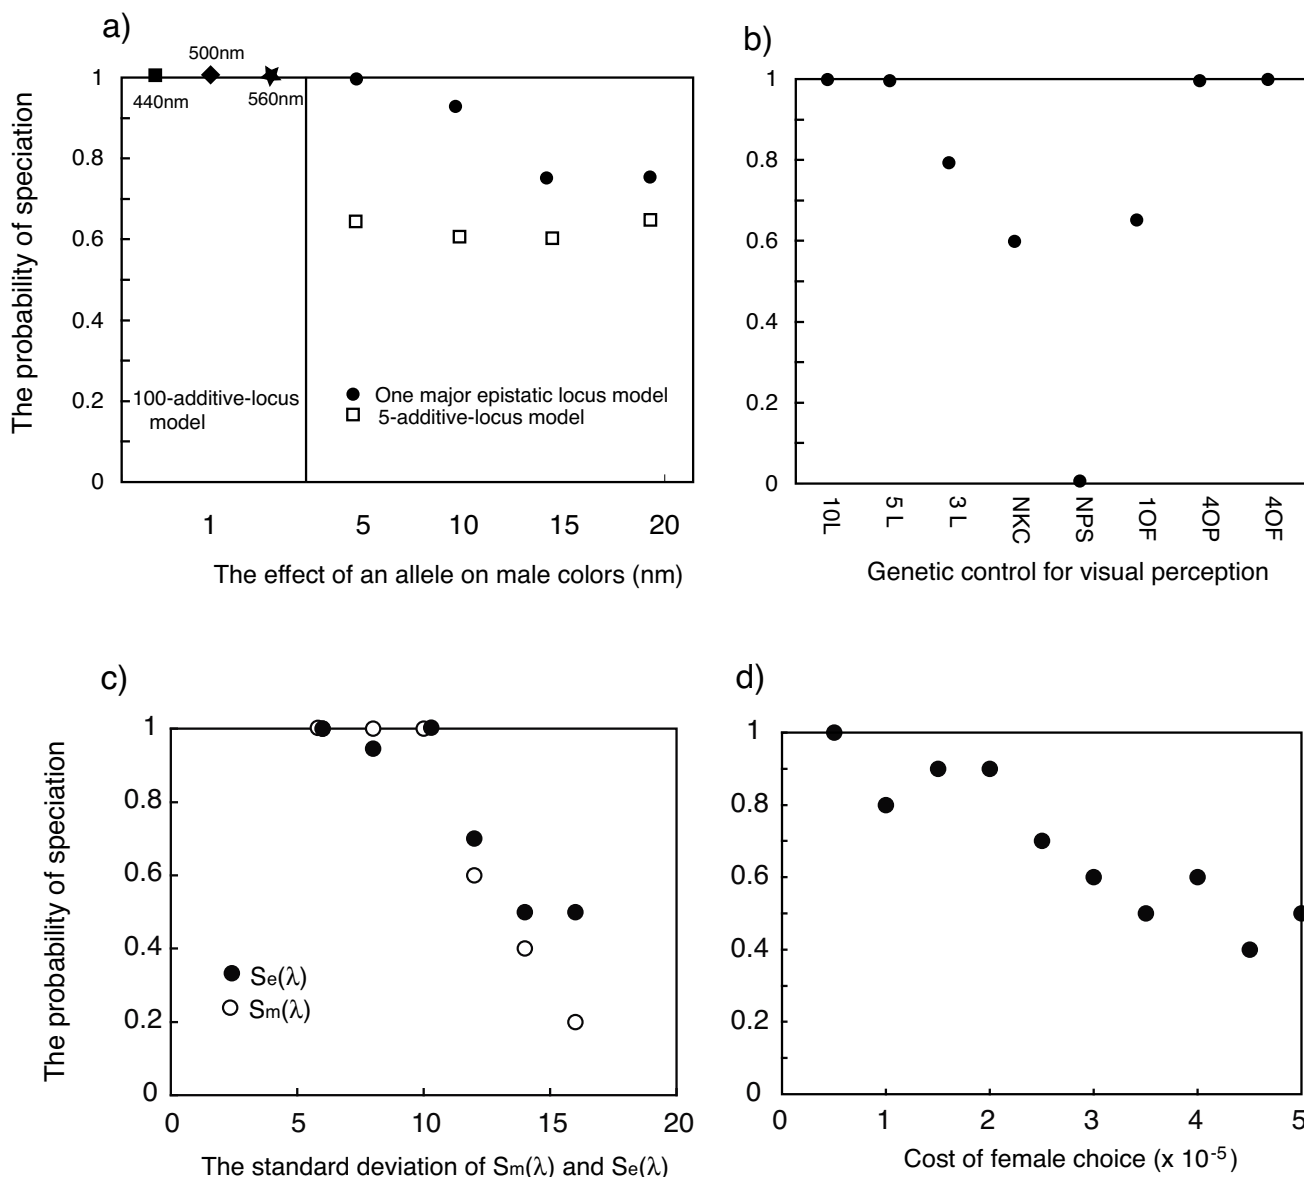 a)
500nm
440nm
560nm
The probability of speciation
1
0.8
0.6
0.4
0.2
0
100-additive-locus
model
One major epistatic locus model
5-additive-locus model
1
5
10
15
20
The effect of an allele on male colors (nm)
b)
1
0.8
0.6
0.4
0.2
0
10L
5 L
3 L
NKC
NPS
1OF
4OP
4OF
Genetic control for visual perception
c)
The probability of speciation
1
0.8
0.6
0.4
0.2
0
Se(λ)
Sm(λ)
0
5
10
15
20
The standard deviation of Sm(λ) and Se(λ)
d)
1
0.8
0.6
0.4
0.2
0
0
1
2
3
4
5
Cost of female choice (x 10-5)